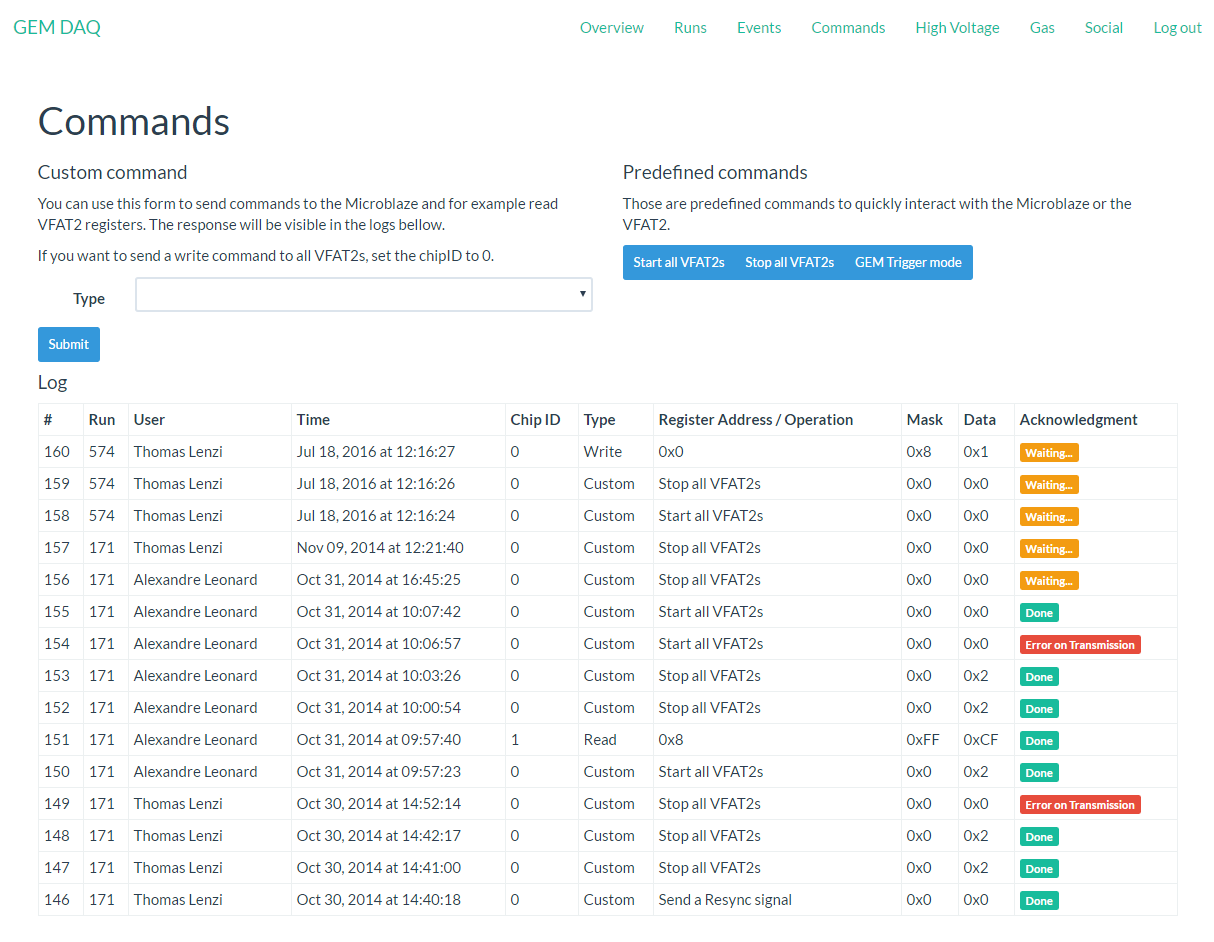 GEM DAQ
Overview Runs Events Commands High Voltage Gas Social Log out
Commands
Custom command
You can use this form to send commands to the Microblaze and for example read
VFAT2 registers. The response will be visible in the logs bellow.
If you want to send a write command to all VFAT2s, set the chipID to 0.
Type
Submit
Predefined commands
Those are predefined commands to quickly interact with the Microblaze or the
VFAT2.
Start all VFAT2s Stop all VFAT2s GEM Trigger mode
Log
# Run User Time Chip ID Type Register Address / Operation Mask Data Acknowledgment
160 574 Thomas Lenzi Jul 18, 2016 at 12:16:27 0 Write 0x0 0x8 0x1 Waiting...
159 574 Thomas Lenzi Jul 18, 2016 at 12:16:26 0 Custom Stop all VFAT2s 0x0 0x0 Waiting...
158 574 Thomas Lenzi Jul 18, 2016 at 12:16:24 0 Custom Start all VFAT2s 0x0 0x0 Waiting...
157 171 Thomas Lenzi Nov 09, 2014 at 12:21:40 0 Custom Stop all VFAT2s 0x0 0x0 Waiting...
156 171 Alexandre Leonard Oct 31, 2014 at 16:45:25 0 Custom Stop all VFAT2s 0x0 0x0 Waiting...
155 171 Alexandre Leonard Oct 31, 2014 at 10:07:42 0 Custom Start all VFAT2s 0x0 0x0 Done
154 171 Alexandre Leonard Oct 31, 2014 at 10:06:57 0 Custom Start all VFAT2s 0x0 0x0 Error on Transmission
153 171 Alexandre Leonard Oct 31, 2014 at 10:03:26 0 Custom Stop all VFAT2s 0x0 0x2 Done
152 171 Alexandre Leonard Oct 31, 2014 at 10:00:54 0 Custom Stop all VFAT2s 0x0 0x2 Done
151 171 Alexandre Leonard Oct 31, 2014 at 09:57:40 1 Read 0x8 0xFF 0xCF Done
150 171 Alexandre Leonard Oct 31, 2014 at 09:57:23 0 Custom Start all VFAT2s 0x0 0x2 Done
149 171 Thomas Lenzi Oct 30, 2014 at 14:52:14 0 Custom Stop all VFAT2s 0x0 0x0 Error on Transmission
148 171 Thomas Lenzi Oct 30, 2014 at 14:42:17 0 Custom Stop all VFAT2s 0x0 0x2 Done
147 171 Thomas Lenzi Oct 30, 2014 at 14:41:00 0 Custom Stop all VFAT2s 0x0 0x2 Done
146 171 Thomas Lenzi Oct 30, 2014 at 14:40:18 0 Custom Send a Resync signal 0x0 0x0 Done